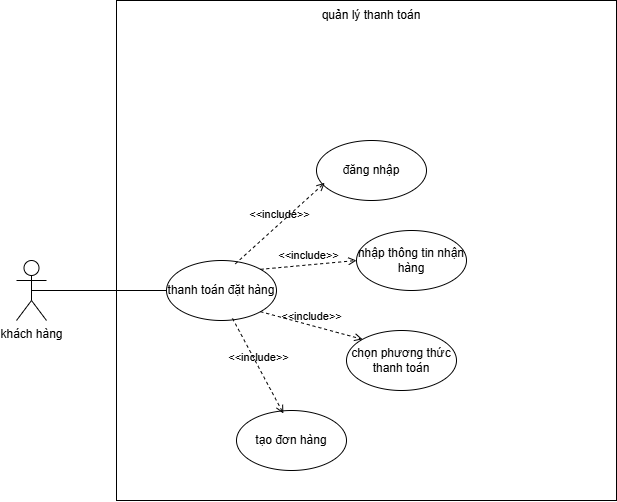 quản lý thanh toán
đăng nhập
<<include>>
nhập thông tin nhận
hàng
<<include>>
thanh toán đặt hàng
khách hàng
<<include>>
chọn phương thức
thanh toán
<<include>>
tạo đơn hàng